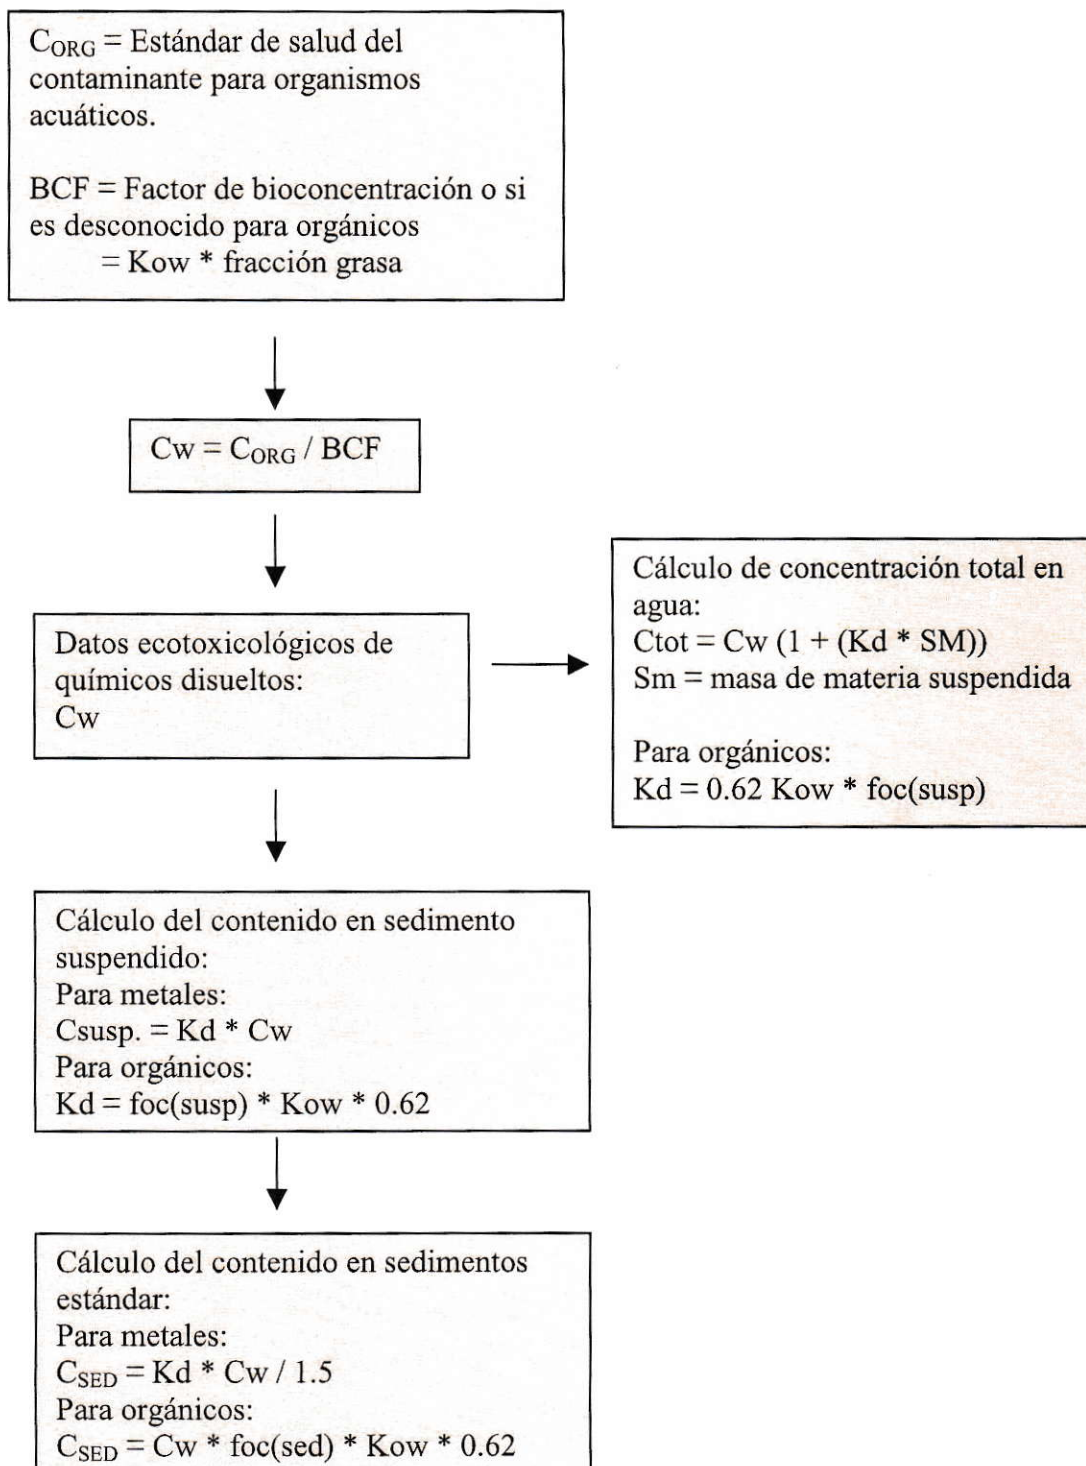 C_ORG = Estándar de salud del
contaminante para organismos
acuáticos.
BCF = Factor de bioconcentración o si
es desconocido para orgánicos
= Kow * fracción grasa
Cw = C_ORG / BCF
Datos ecotoxicológicos de
químicos disueltos:
Cw
Cálculo de concentración total en
agua:
Ctot = Cw (1 + (Kd * SM))
Sm = masa de materia suspendida
Para orgánicos:
Kd = 0.62 Kow * foc(susp)
Cálculo del contenido en sedimento
suspendido:
Para metales:
Csusp. = Kd * Cw
Para orgánicos:
Kd = foc(susp) * Kow * 0.62
Cálculo del contenido en sedimentos
estándar:
Para metales:
C_SED = Kd * Cw / 1.5
Para orgánicos:
C_SED = Cw * foc(sed) * Kow * 0.62